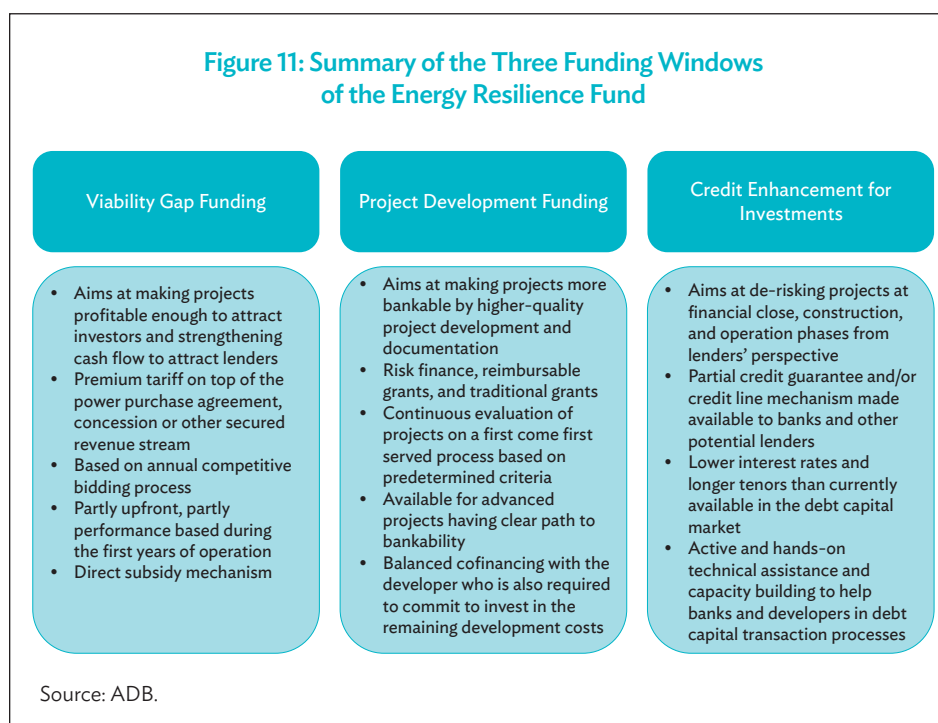 Figure 11: Summary of the Three Funding Windows
of the Energy Resilience Fund
Viability Gap Funding
• Aims at making projects
profitable enough to attract
investors and strengthening
cash flow to attract lenders
• Premium tariff on top of the
power purchase agreement,
concession or other secured
revenue stream
• Based on annual competitive
bidding process
• Partly upfront, partly
performance based during
the first years of operation
• Direct subsidy mechanism
Project Development Funding
• Aims at making projects more
bankable by higher-quality
project development and
documentation
• Risk finance, reimbursable
grants, and traditional grants
• Continuous evaluation of
projects on a first come first
served process based on
predetermined criteria
• Available for advanced
projects having clear path to
bankability
• Balanced cofinancing with the
developer who is also required
to commit to invest in the
remaining development costs
Credit Enhancement for
Investments
• Aims at de-risking projects at
financial close, construction,
and operation phases from
lenders' perspective
• Partial credit guarantee and/or
credit line mechanism made
available to banks and other
potential lenders
• Lower interest rates and
longer tenors than currently
available in the debt capital
market
• Active and hands-on
technical assistance and
capacity building to help
banks and developers in debt
capital transaction processes
Source: ADB.